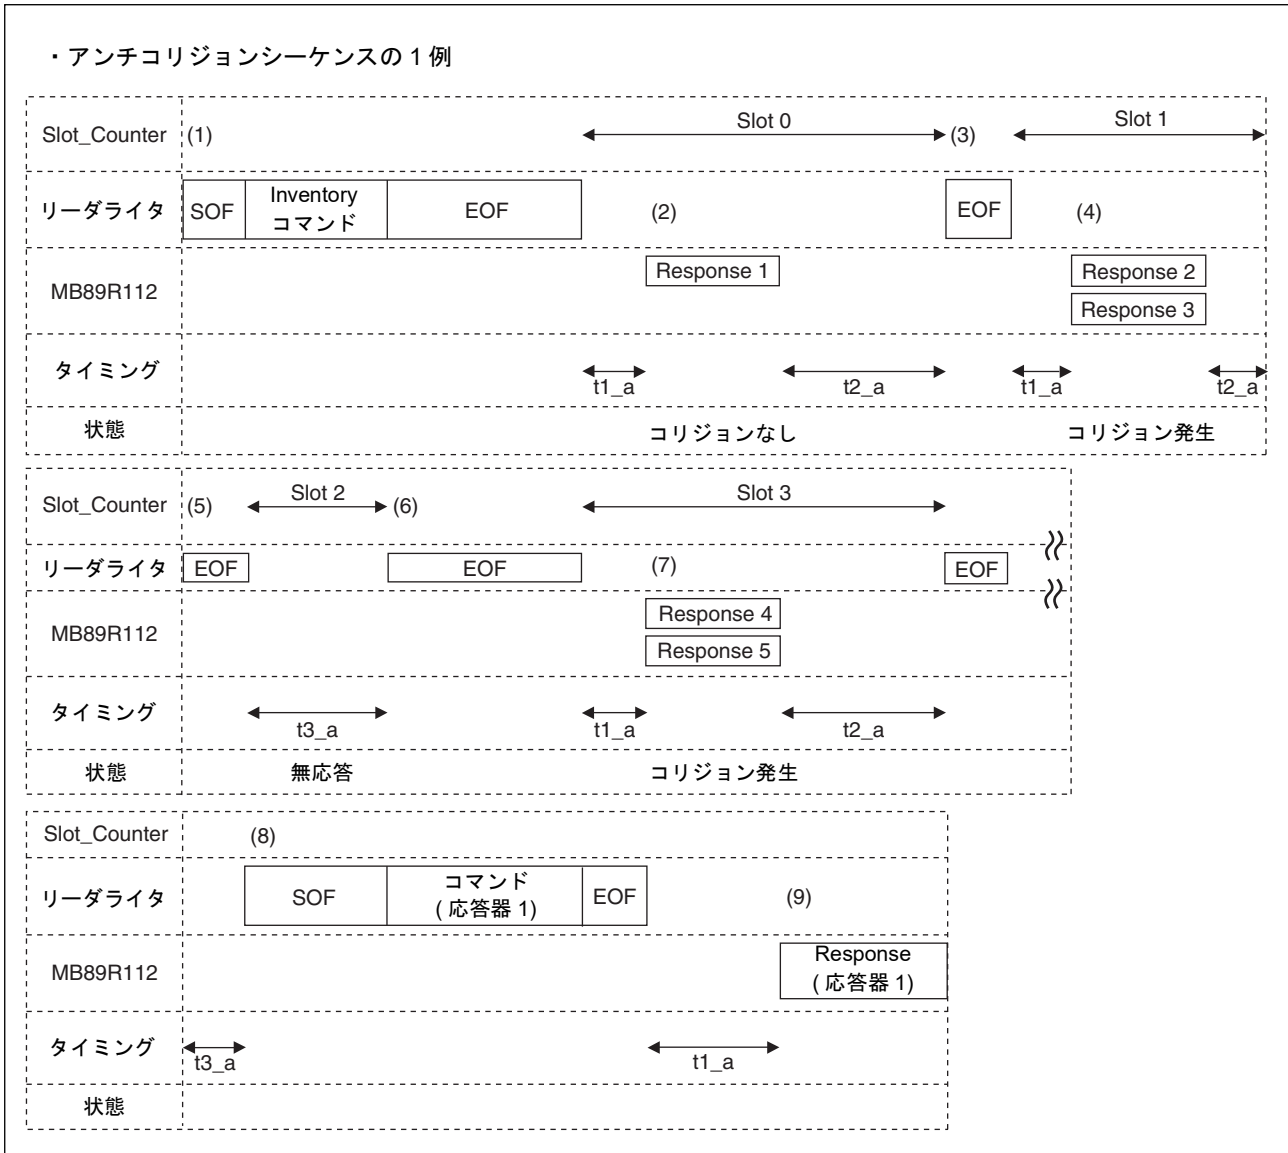 ・アンチコリジョンシーケンスの 1 例
Slot_Counter (1) Slot 0 (3) Slot 1
リーダライタ SOF Inventory コマンド EOF (2) EOF (4)
MB89R112 Response 1 Response 2
Response 3
タイミング t1_a t2_a t1_a t2_a
状態 コリジョンなし コリジョン発生
Slot_Counter (5) Slot 2 (6) Slot 3
リーダライタ EOF EOF (7) EOF
MB89R112 Response 4
Response 5
タイミング t3_a t1_a t2_a
状態 無応答 コリジョン発生
Slot_Counter (8)
リーダライタ SOF コマンド ( 応答器 1) EOF (9)
MB89R112 Response ( 応答器 1)
タイミング t3_a t1_a
状態